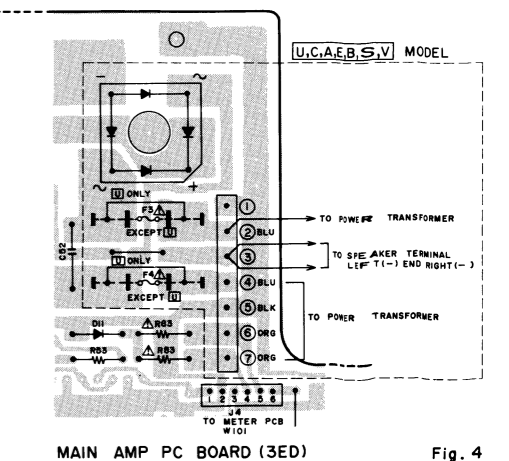 U,C,A,E,B,S,V MODEL
− ~
~ +
U ONLY
F3
EXCEPT U
C52
U ONLY
F4
EXCEPT U
1
2 BLU
TO POWER TRANSFORMER
3
TO SPEAKER TERMINAL
LEFT(-) END RIGHT(-)
4 BLU
5 BLK
TO POWER TRANSFORMER
6 ORG
7 ORG
D11 R63
R53 R63
1 2 3 4 5 6
J4
TO METER PCB
W101
MAIN AMP PC BOARD (3ED)
Fig. 4